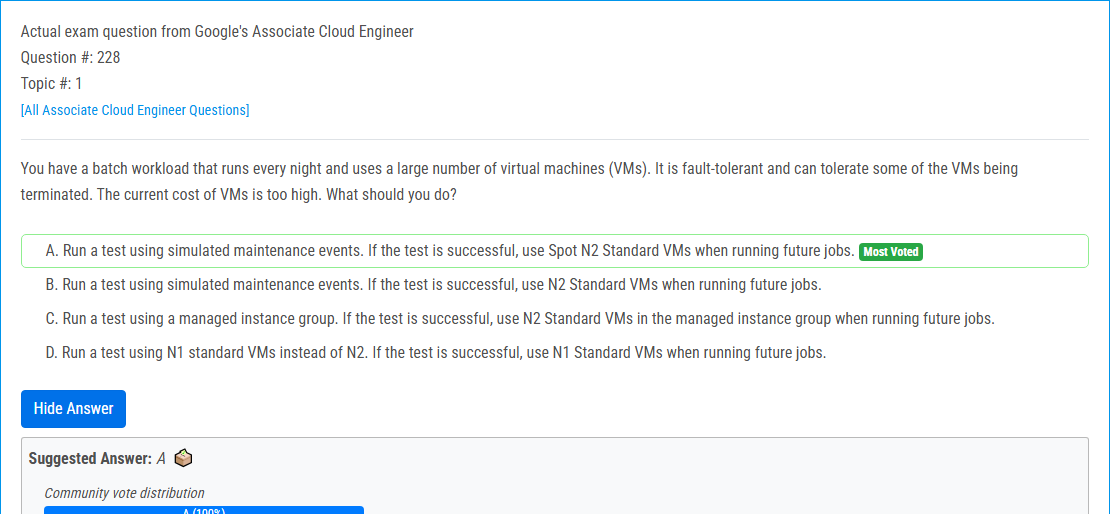 Actual exam question from Google's Associate Cloud Engineer
Question #: 228
Topic #: 1
[All Associate Cloud Engineer Questions]
You have a batch workload that runs every night and uses a large number of virtual machines (VMs). It is fault-tolerant and can tolerate some of the VMs being
terminated. The current cost of VMs is too high. What should you do?
A. Run a test using simulated maintenance events. If the test is successful, use Spot N2 Standard VMs when running future jobs. Most Voted
B. Run a test using simulated maintenance events. If the test is successful, use N2 Standard VMs when running future jobs.
C. Run a test using a managed instance group. If the test is successful, use N2 Standard VMs in the managed instance group when running future jobs.
D. Run a test using N1 standard VMs instead of N2. If the test is successful, use N1 Standard VMs when running future jobs.
Hide Answer
Suggested Answer: A
Community vote distribution
A (100%)